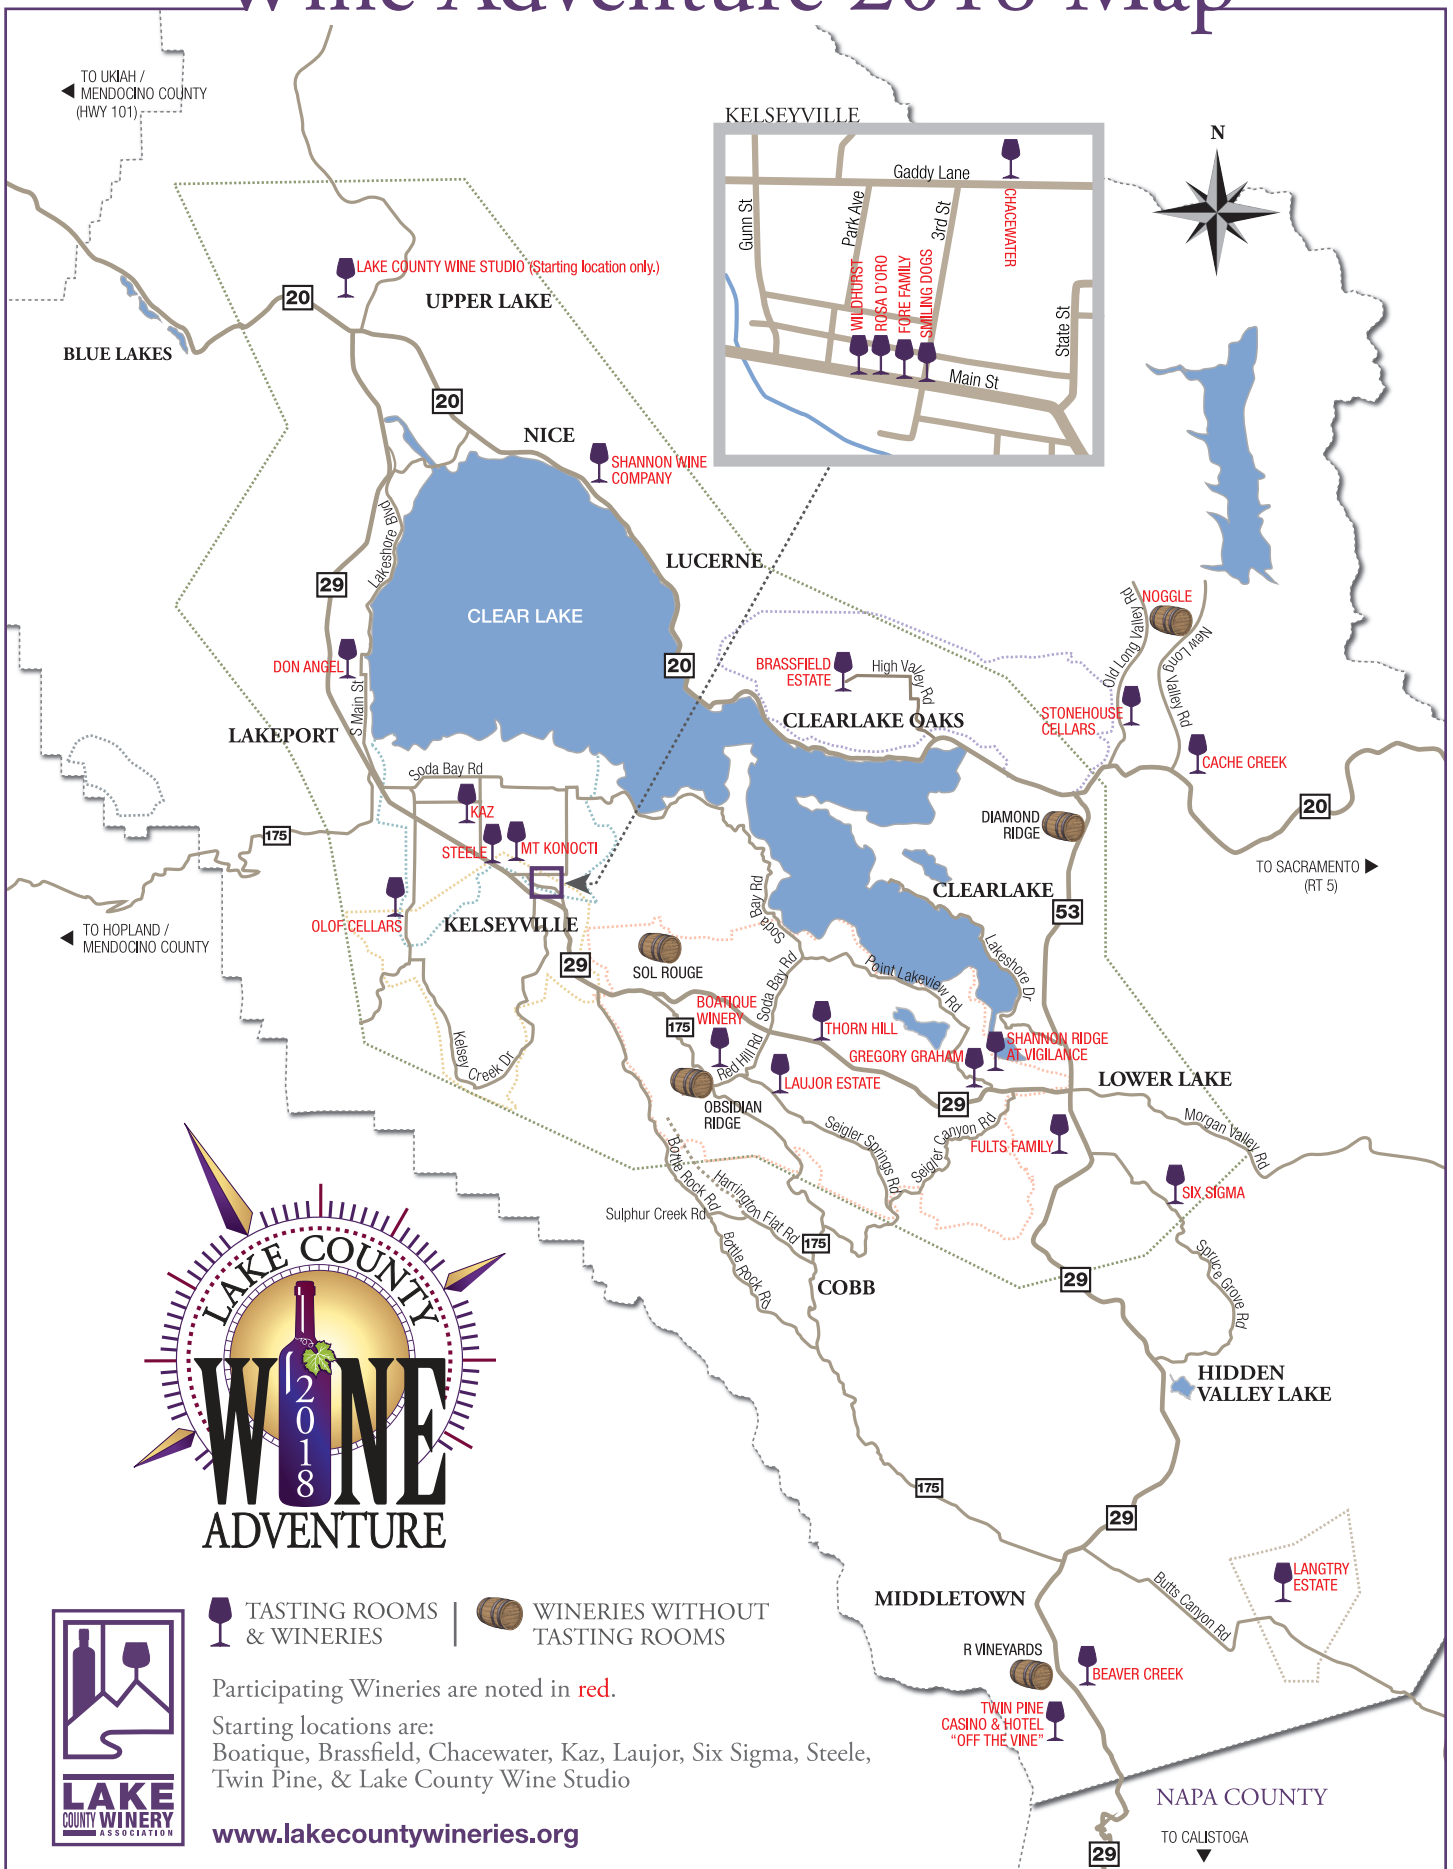 Wine Adventure 2018 Map
TO UKIAH /
MENDOCINO COUNTY
(HWY 101)
KELSEYVILLE
Gaddy Lane
CHACEWATER
Gunn St
Park Ave
3rd St
WILDHURST
ROSA D'ORO
FORE FAMILY
SMILING DOGS
State St
Main St
N
LAKE COUNTY WINE STUDIO (Starting location only.)
UPPER LAKE
20
BLUE LAKES
20
NICE
SHANNON WINE
COMPANY
Lakeshore Blvd
LUCERNE
29
CLEAR LAKE
NOGGLE
Old Long Valley Rd
New Long Valley Rd
DON ANGEL
20
BRASSFIELD
ESTATE
High Valley Rd
S Main St
CLEARLAKE OAKS
STONEHOUSE
CELLARS
LAKEPORT
CACHE CREEK
Soda Bay Rd
KAZ
20
175
STEELE
MT KONOCTI
DIAMOND
RIDGE
TO SACRAMENTO
(RT 5)
CLEARLAKE
53
OLOF CELLARS
KELSEYVILLE
Soda Bay Rd
TO HOPLAND /
MENDOCINO COUNTY
29
SOL ROUGE
Soda Bay Rd
Point Lakeview Rd
Lakeshore Dr
BOATIQUE
WINERY
175
THORN HILL
Kelsey Creek Dr
Red Hill Rd
GREGORY GRAHAM
SHANNON RIDGE
AT VIGILANCE
LAUJOR ESTATE
LOWER LAKE
OBSIDIAN
RIDGE
29
Morgan Valley Rd
Seigler Springs Rd
Seigler Canyon Rd
FULTS FAMILY
Bottle Rock Rd
Harrington Flat Rd
SIX SIGMA
Sulphur Creek Rd
175
Bottle Rock Rd
Spruce Grove Rd
COBB
29
HIDDEN
VALLEY LAKE
LAKE COUNTY
WINE
2018
ADVENTURE
175
29
LANGTRY
ESTATE
Butts Canyon Rd
MIDDLETOWN
R VINEYARDS
BEAVER CREEK
TWIN PINE
CASINO & HOTEL
"OFF THE VINE"
NAPA COUNTY
TO CALISTOGA
29
TASTING ROOMS
& WINERIES
WINERIES WITHOUT
TASTING ROOMS
Participating Wineries are noted in red.
Starting locations are:
Boatique, Brassfield, Chacewater, Kaz, Laujor, Six Sigma, Steele,
Twin Pine, & Lake County Wine Studio
www.lakecountywineries.org
LAKE
COUNTY WINERY
ASSOCIATION